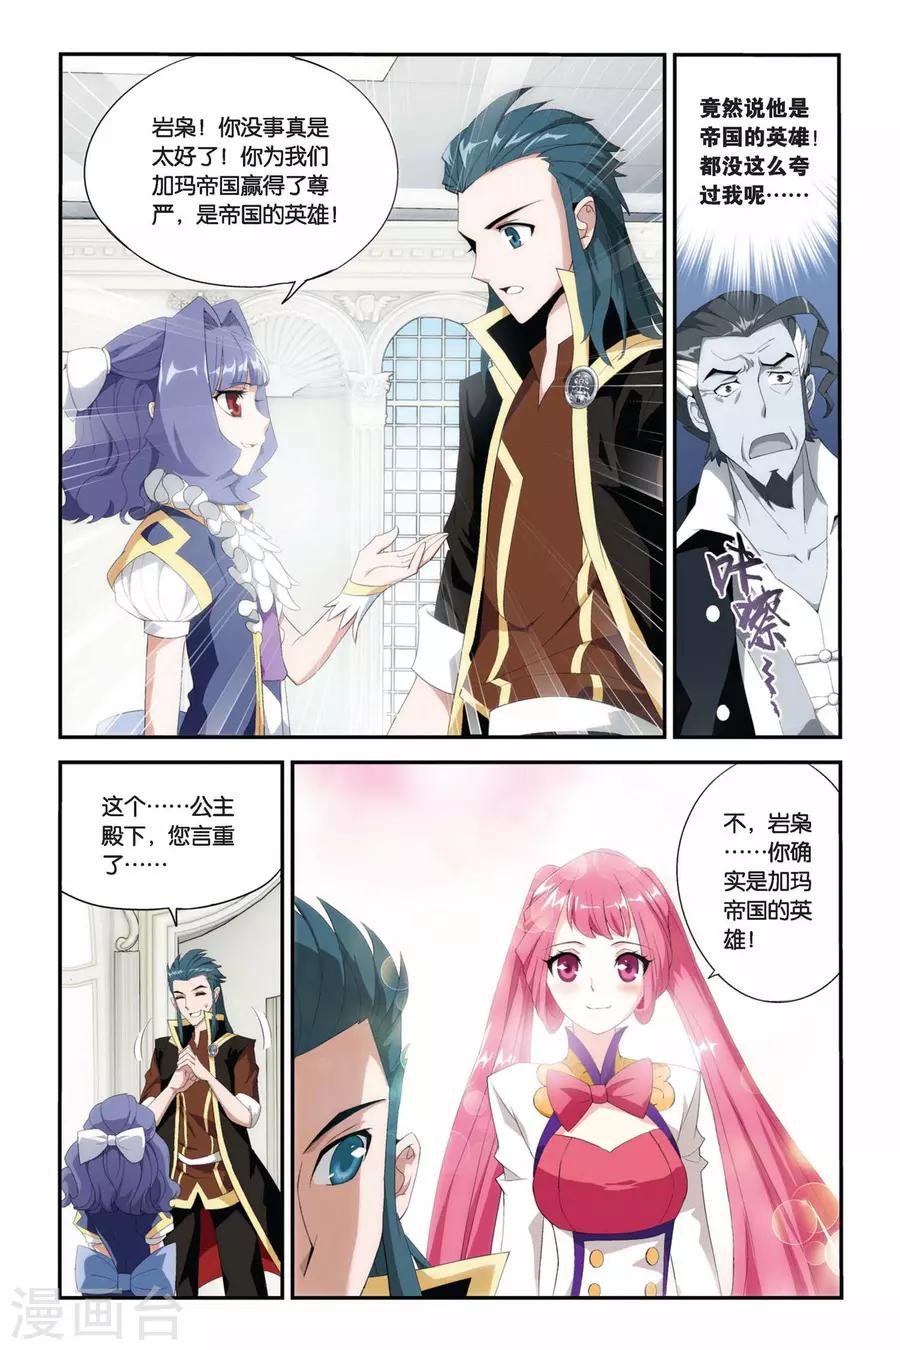 岩枭！你没事真是
太好了！你为我们
加玛帝国赢得了尊
严，是帝国的英雄！
竟然说他是
帝国的英雄！
都没这么夸
过我呢……
咔嚓
这个……公主
殿下，您言重
了……
不，岩枭
……你确
实是加玛
帝国的英
雄！
漫画台